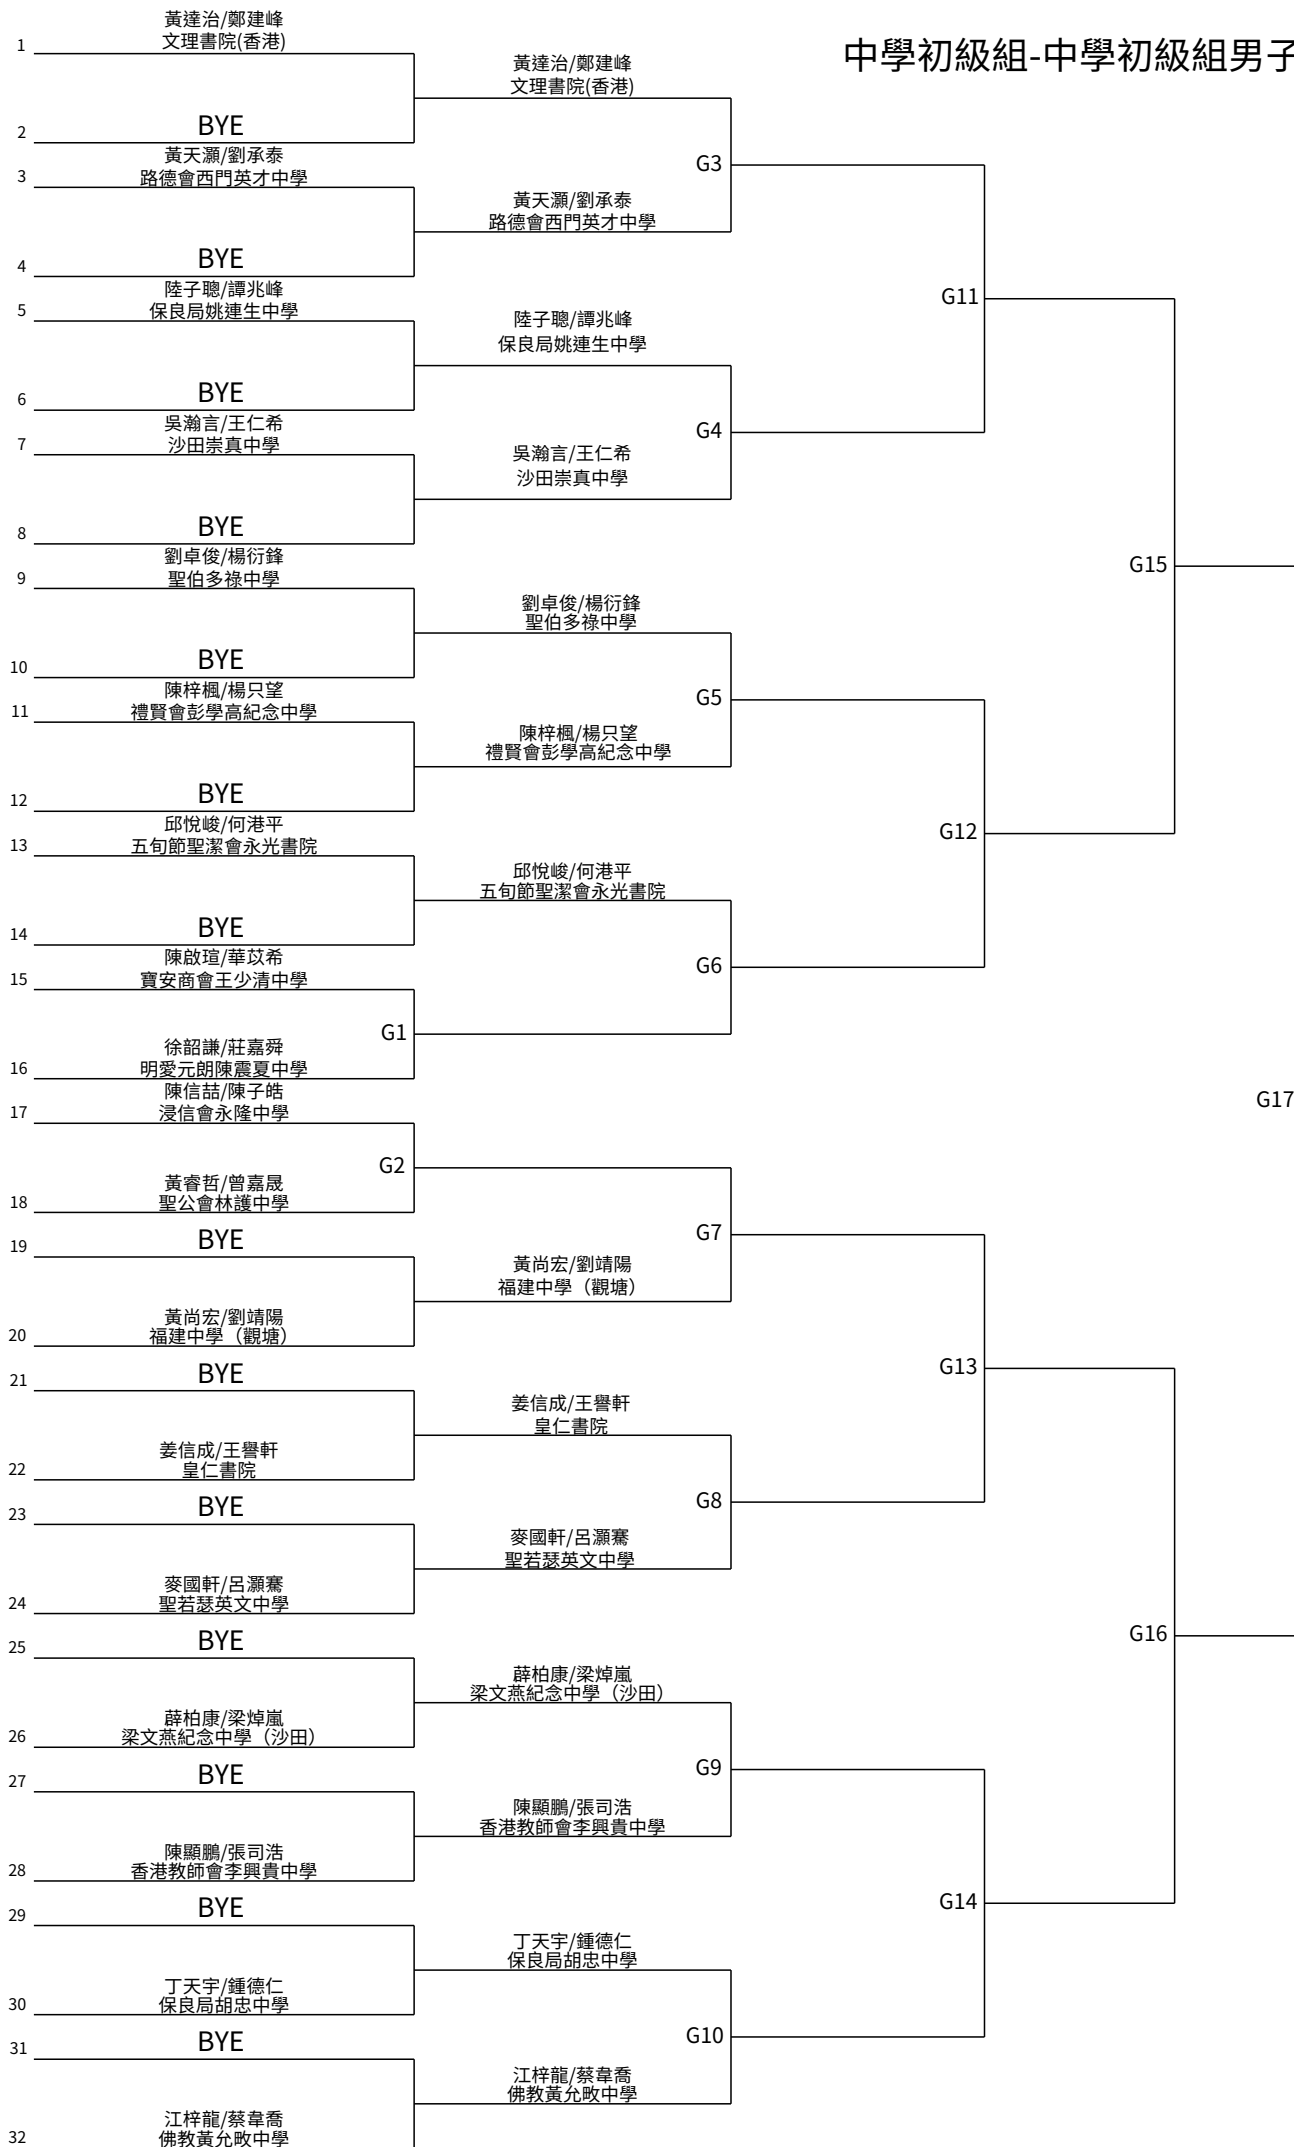 中學初級組-中學初級組男子
1
黃達治/鄭建峰
文理書院(香港)
2
BYE
3
黃天灝/劉承泰
路德會西門英才中學
4
BYE
5
陸子聰/譚兆峰
保良局姚連生中學
6
BYE
7
吳瀚言/王仁希
沙田崇真中學
8
BYE
9
劉卓俊/楊衍鋒
聖伯多祿中學
10
BYE
11
陳梓楓/楊只望
禮賢會彭學高紀念中學
12
BYE
13
邱悅峻/何港平
五旬節聖潔會永光書院
14
BYE
15
陳啟瑄/華苡希
寶安商會王少清中學
16
徐韶謙/莊嘉舜
明愛元朗陳震夏中學
17
陳信喆/陳子皓
浸信會永隆中學
18
黃睿哲/曾嘉晟
聖公會林護中學
19
BYE
20
黃尚宏/劉靖陽
福建中學（觀塘）
21
BYE
22
姜信成/王譽軒
皇仁書院
23
BYE
24
麥國軒/呂灝騫
聖若瑟英文中學
25
BYE
26
薜柏康/梁焯嵐
梁文燕紀念中學（沙田）
27
BYE
28
陳顯鵬/張司浩
香港教師會李興貴中學
29
BYE
30
丁天宇/鍾德仁
保良局胡忠中學
31
BYE
32
江梓龍/蔡韋喬
佛教黃允畋中學
G1
G2
黃達治/鄭建峰
文理書院(香港)
黃天灝/劉承泰
路德會西門英才中學
陸子聰/譚兆峰
保良局姚連生中學
吳瀚言/王仁希
沙田崇真中學
劉卓俊/楊衍鋒
聖伯多祿中學
陳梓楓/楊只望
禮賢會彭學高紀念中學
邱悅峻/何港平
五旬節聖潔會永光書院
黃尚宏/劉靖陽
福建中學（觀塘）
姜信成/王譽軒
皇仁書院
麥國軒/呂灝騫
聖若瑟英文中學
薜柏康/梁焯嵐
梁文燕紀念中學（沙田）
陳顯鵬/張司浩
香港教師會李興貴中學
丁天宇/鍾德仁
保良局胡忠中學
江梓龍/蔡韋喬
佛教黃允畋中學
G3
G4
G5
G6
G7
G8
G9
G10
G11
G12
G13
G14
G15
G16
G17